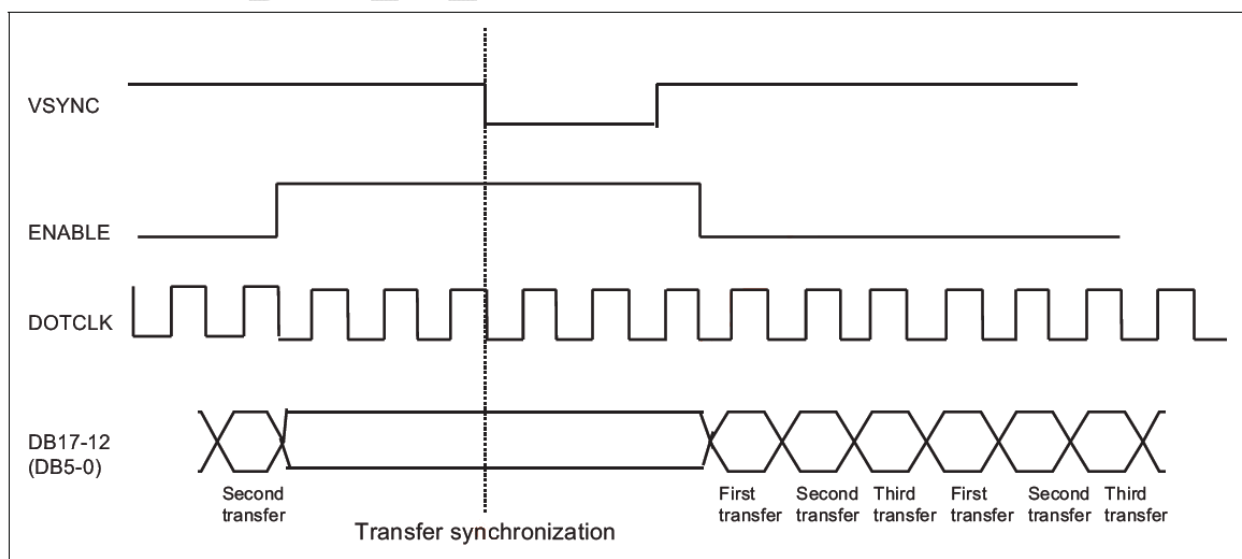 VSYNC
ENABLE
DOTCLK
DB17-12
(DB5-0)
Second
transfer
First
transfer
Second
transfer
Third
transfer
First
transfer
Second
transfer
Third
transfer
Transfer synchronization